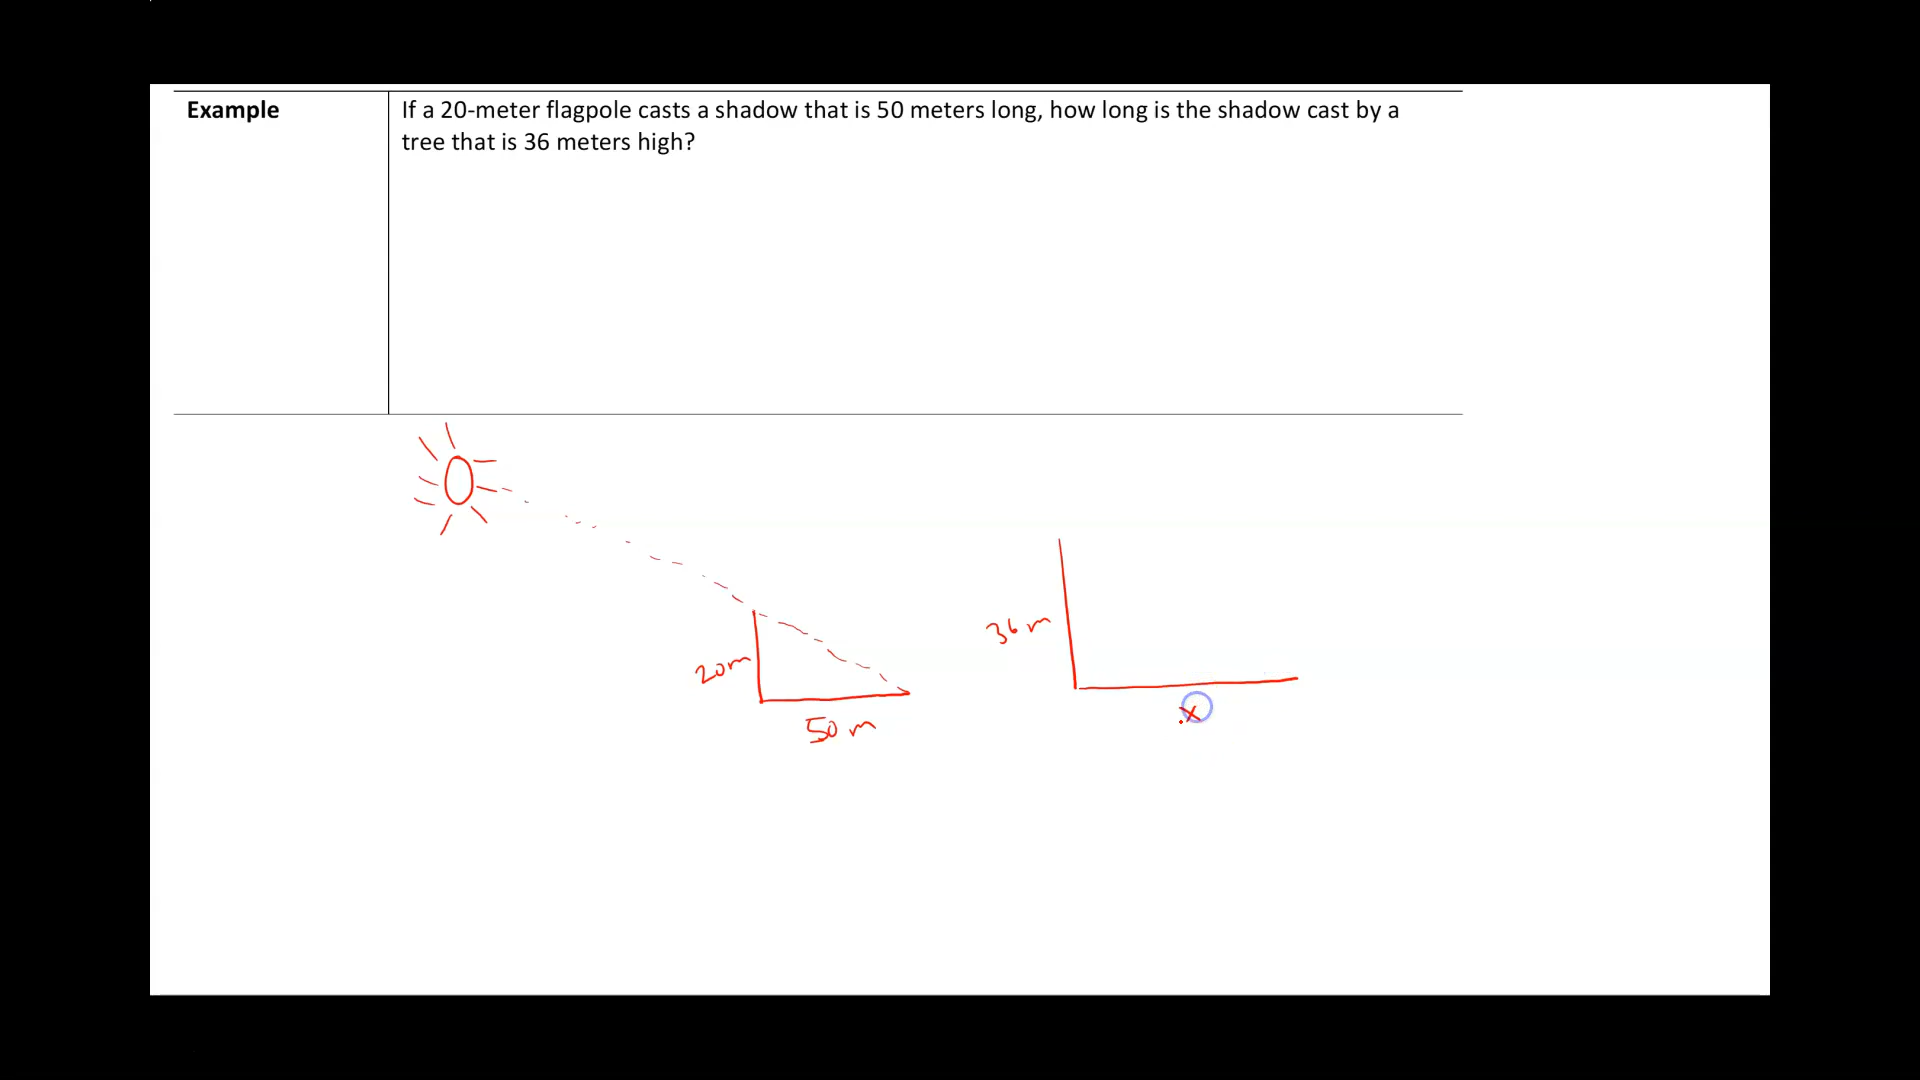 Example
If a 20-meter flagpole casts a shadow that is 50 meters long, how long is the shadow cast by a
tree that is 36 meters high?
36 m
20m
50 m
x